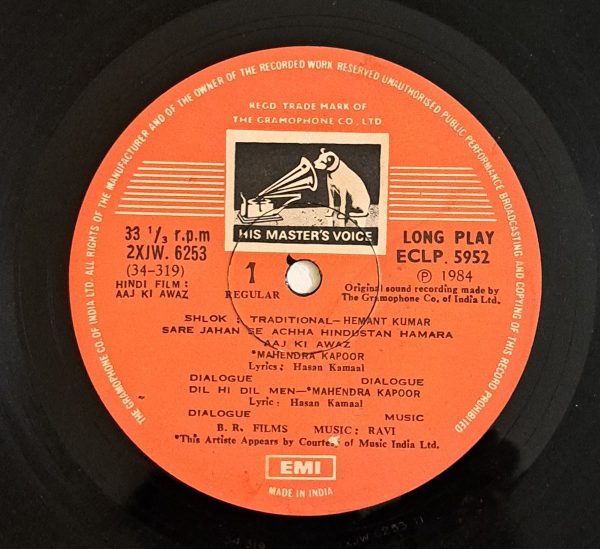 THE GRAMOPHONE CO. OF INDIA LTD. ALL RIGHTS OF THE MANUFACTURER AND OF THE OWNER OF THE RECORDED WORK RESERVED UNAUTHORISED PUBLIC PERFORMANCE BROADCASTING AND COPYING OF THIS RECORD PROHIBITED
REGD. TRADE MARK OF
THE GRAMOPHONE CO. LTD.
HIS MASTER'S VOICE
33 1/3 r.p.m
2XJW. 6253
(34-319)
HINDI FILM:
AAJ KI AWAZ
1
REGULAR
LONG PLAY
ECLP. 5952
℗ 1984
Original sound recording made by
The Gramophone Co. of India Ltd.
SHLOK : TRADITIONAL—HEMANT KUMAR
SARE JAHAN SE ACHHA HINDUSTAN HAMARA
AAJ KI AWAZ
*MAHENDRA KAPOOR
Lyrics: Hasan Kamaal
DIALOGUE DIALOGUE
DIL HI DIL MEN—*MAHENDRA KAPOOR
Lyric: Hasan Kamaal
DIALOGUE MUSIC
B. R. FILMS MUSIC: RAVI
*This Artiste Appears by Courtesy of Music India Ltd.
EMI
MADE IN INDIA